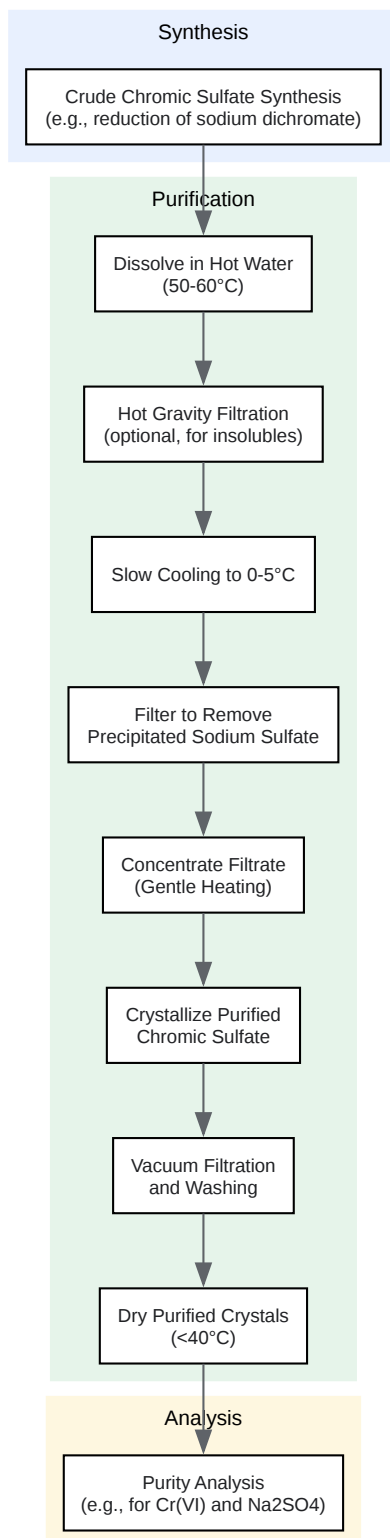 Synthesis
Crude Chromic Sulfate Synthesis
(e.g., reduction of sodium dichromate)
Purification
Dissolve in Hot Water
(50-60°C)
Hot Gravity Filtration
(optional, for insolubles)
Slow Cooling to 0-5°C
Filter to Remove
Precipitated Sodium Sulfate
Concentrate Filtrate
(Gentle Heating)
Crystallize Purified
Chromic Sulfate
Vacuum Filtration
and Washing
Dry Purified Crystals
(<40°C)
Analysis
Purity Analysis
(e.g., for Cr(VI) and Na2SO4)